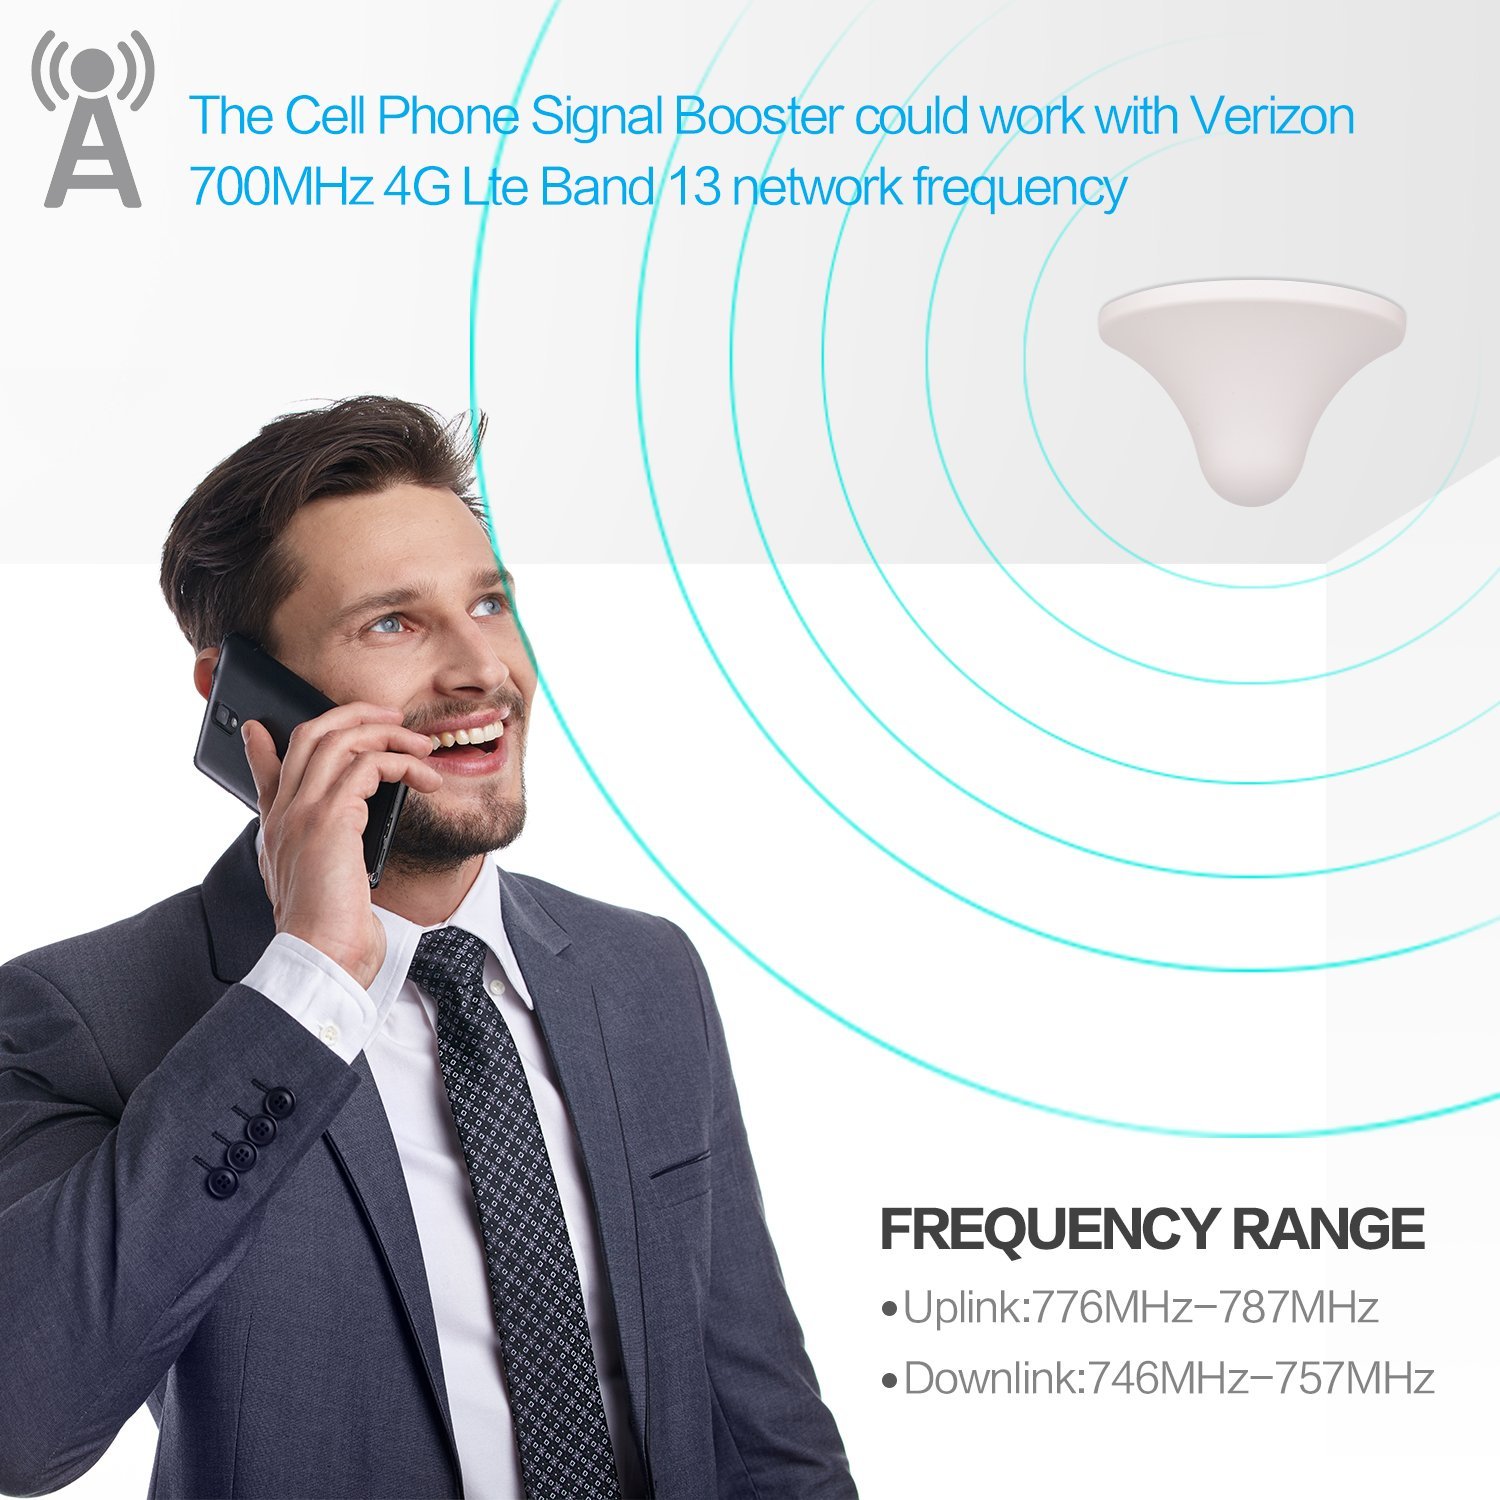 The Cell Phone Signal Booster could work with Verizon
700MHz 4G Lte Band 13 network frequency
FREQUENCY RANGE
•Uplink:776MHz-787MHz
•Downlink:746MHz-757MHz